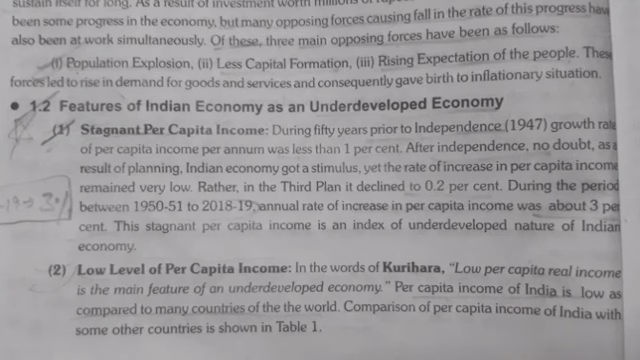 sustain itself for long. As a result of investment worth millions of
been some progress in the economy, but many opposing forces causing fall in the rate of this progress have
also been at work simultaneously. Of these, three main opposing forces have been as follows:
(i) Population Explosion, (ii) Less Capital Formation, (iii) Rising Expectation of the people. These
forces led to rise in demand for goods and services and consequently gave birth to inflationary situation.
• 1.2 Features of Indian Economy as an Underdeveloped Economy
(1) Stagnant Per Capita Income: During fifty years prior to Independence (1947) growth rate
of per capita income per annum was less than 1 per cent. After independence, no doubt, as a
result of planning, Indian economy got a stimulus, yet the rate of increase in per capita income
remained very low. Rather, in the Third Plan it declined to 0.2 per cent. During the period
between 1950-51 to 2018-19, annual rate of increase in per capita income was about 3 per
cent. This stagnant per capita income is an index of underdeveloped nature of Indian
economy.
(2) Low Level of Per Capita Income: In the words of Kurihara, "Low per capita real income
is the main feature of an underdeveloped economy." Per capita income of India is low as
compared to many countries of the the world. Comparison of per capita income of India with
some other countries is shown in Table 1.